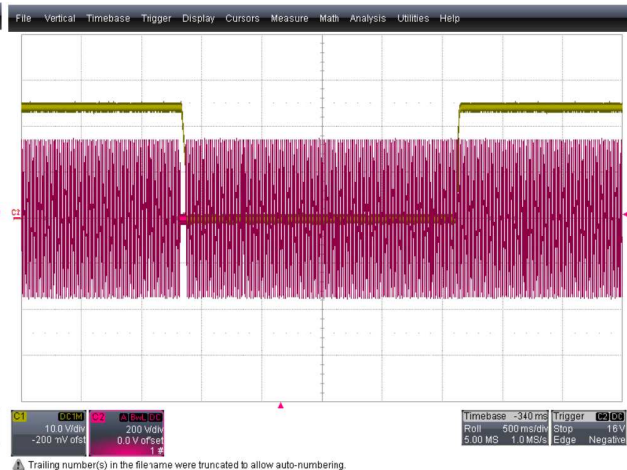 File Vertical Timebase Trigger Display Cursors Measure Math Analysis Utilities Help
C2
C1 DC1M
10.0 V/div
-200 mV ofst
C2 A BwL DC
200 V/div
0.0 V ofset
1 #
Timebase -340 ms
Roll 500 ms/div
5.00 MS 1.0 MS/s
Trigger C2 DC
Stop 16 V
Edge Negative
Trailing number(s) in the filename were truncated to allow auto-numbering.